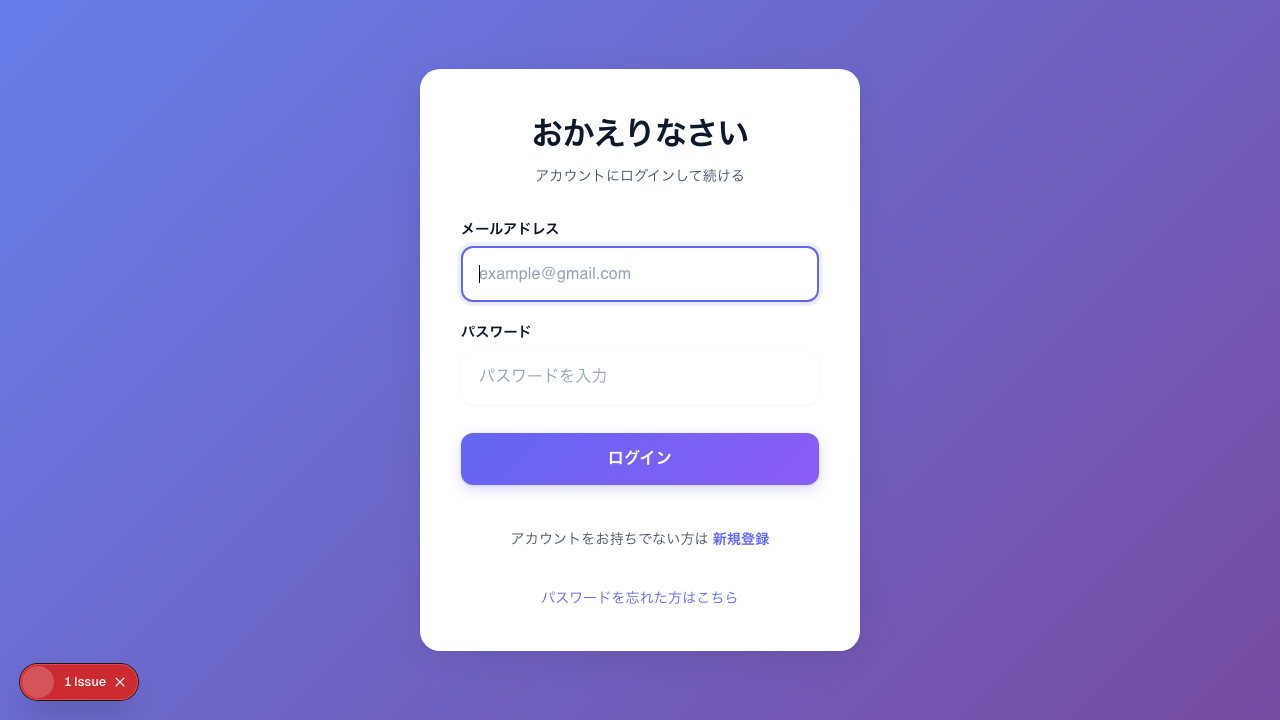 おかえりなさい
アカウントにログインして続ける
メールアドレス
example@gmail.com
パスワード
パスワードを入力
ログイン
アカウントをお持ちでない方は 新規登録
パスワードを忘れた方はこちら
1 Issue